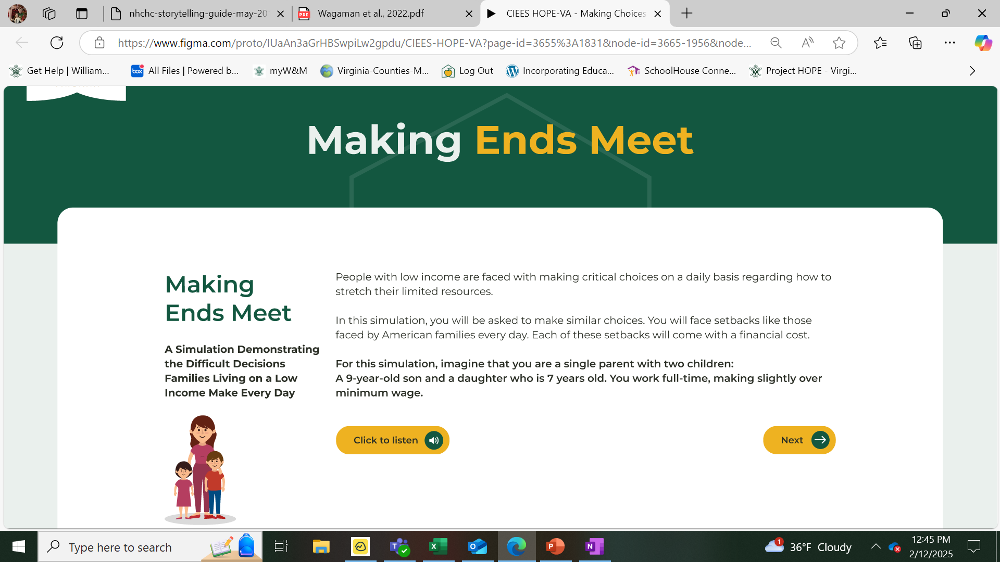 nhchc-storytelling-guide-may-20
Wagaman et al., 2022.pdf
CIEES HOPE-VA - Making Choices
https://www.figma.com/proto/IUaAn3aGrHBSwpiLw2gpdu/CIEES-HOPE-VA?page-id=3655%3A1831&node-id=3665-1956&node...
Get Help | William...
box
All Files | Powered b...
myW&M
Virginia-Counties-M...
Log Out
Incorporating Educa...
SchoolHouse Conne...
Project HOPE - Virgi...
Making Ends Meet
Making
Ends Meet
A Simulation Demonstrating
the Difficult Decisions
Families Living on a Low
Income Make Every Day
People with low income are faced with making critical choices on a daily basis regarding how to
stretch their limited resources.
In this simulation, you will be asked to make similar choices. You will face setbacks like those
faced by American families every day. Each of these setbacks will come with a financial cost.
For this simulation, imagine that you are a single parent with two children:
A 9-year-old son and a daughter who is 7 years old. You work full-time, making slightly over
minimum wage.
Click to listen
Next
Type here to search
1
36°F Cloudy
12:45 PM
2/12/2025